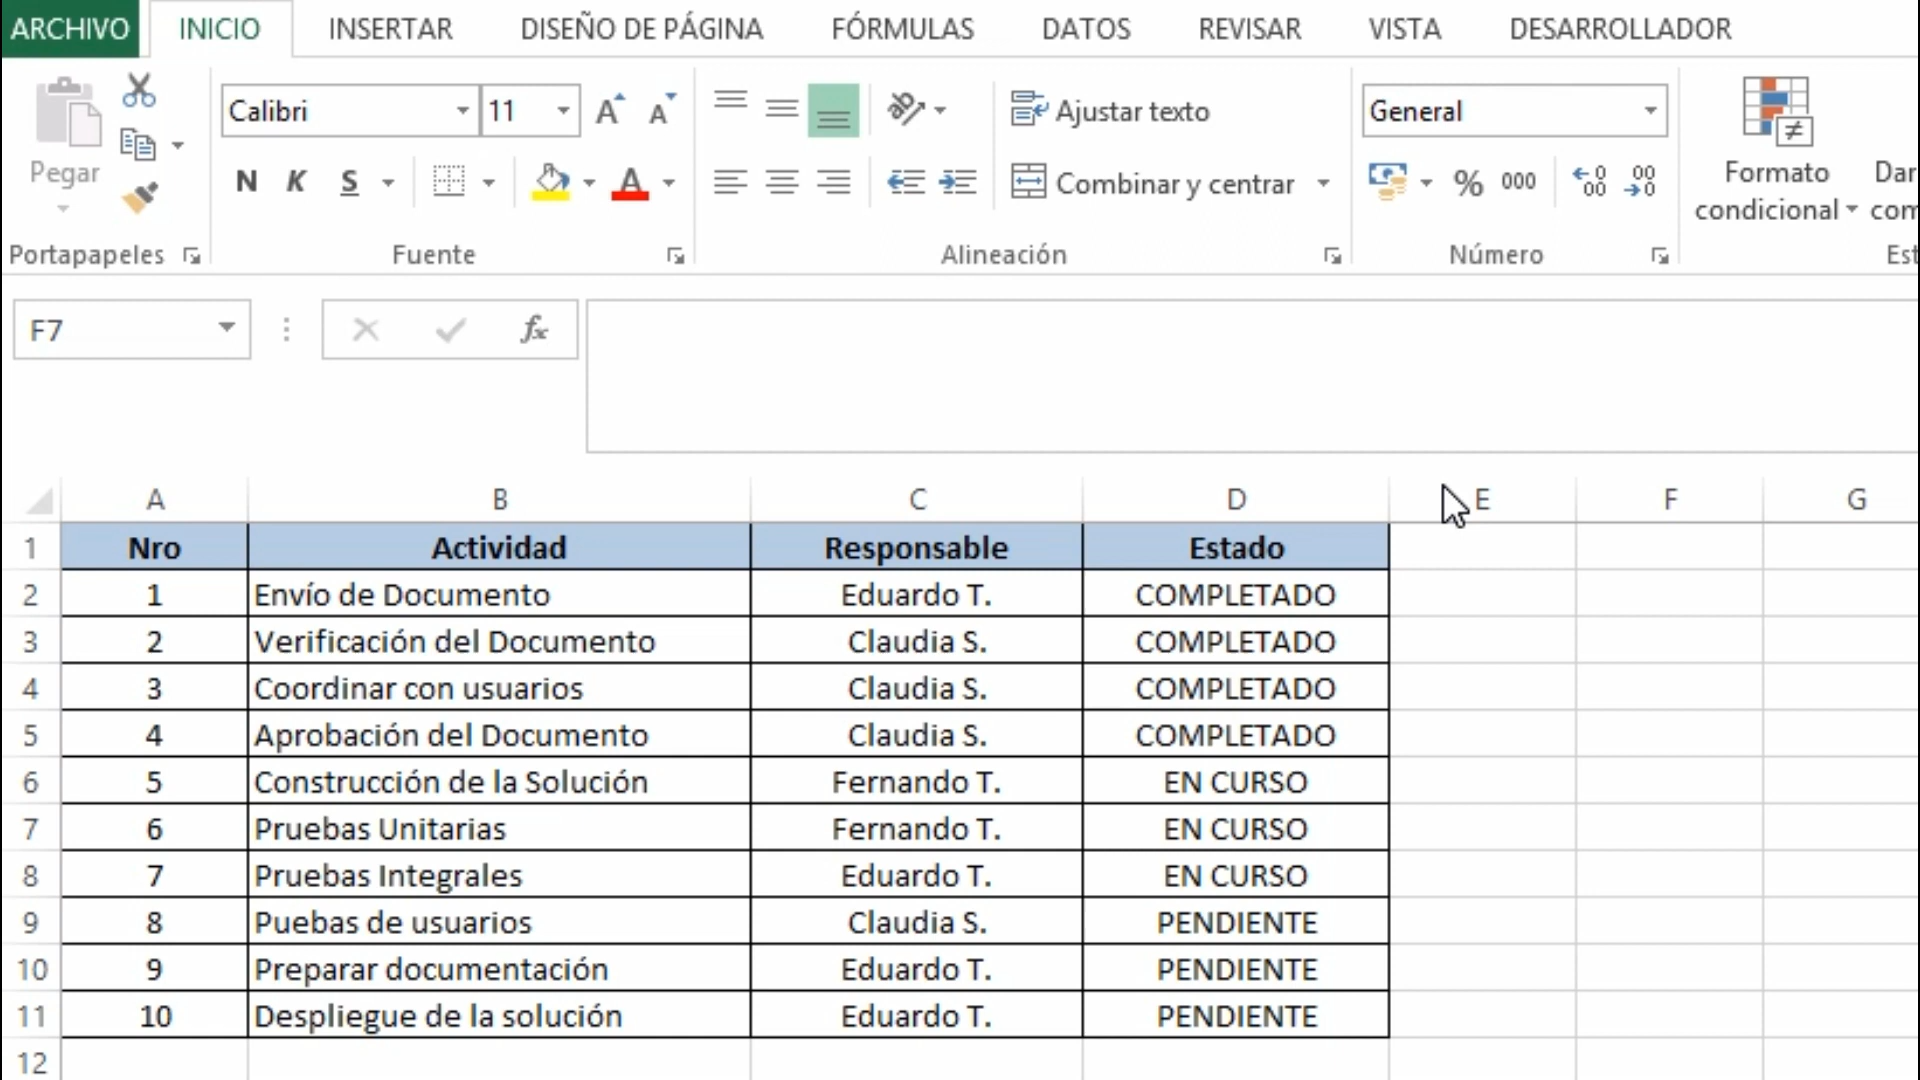 ARCHIVO INICIO INSERTAR DISEÑO DE PÁGINA FÓRMULAS DATOS REVISAR VISTA DESARROLLADOR
Calibri 11 Ajustar texto General
Pegar N K S A Combinar y centrar % 000 Formato condicional
Portapapeles Fuente Alineación Número
F7 fx
A B C D E F G
1 Nro Actividad Responsable Estado
2 1 Envío de Documento Eduardo T. COMPLETADO
3 2 Verificación del Documento Claudia S. COMPLETADO
4 3 Coordinar con usuarios Claudia S. COMPLETADO
5 4 Aprobación del Documento Claudia S. COMPLETADO
6 5 Construcción de la Solución Fernando T. EN CURSO
7 6 Pruebas Unitarias Fernando T. EN CURSO
8 7 Pruebas Integrales Eduardo T. EN CURSO
9 8 Puebas de usuarios Claudia S. PENDIENTE
10 9 Preparar documentación Eduardo T. PENDIENTE
11 10 Despliegue de la solución Eduardo T. PENDIENTE
12